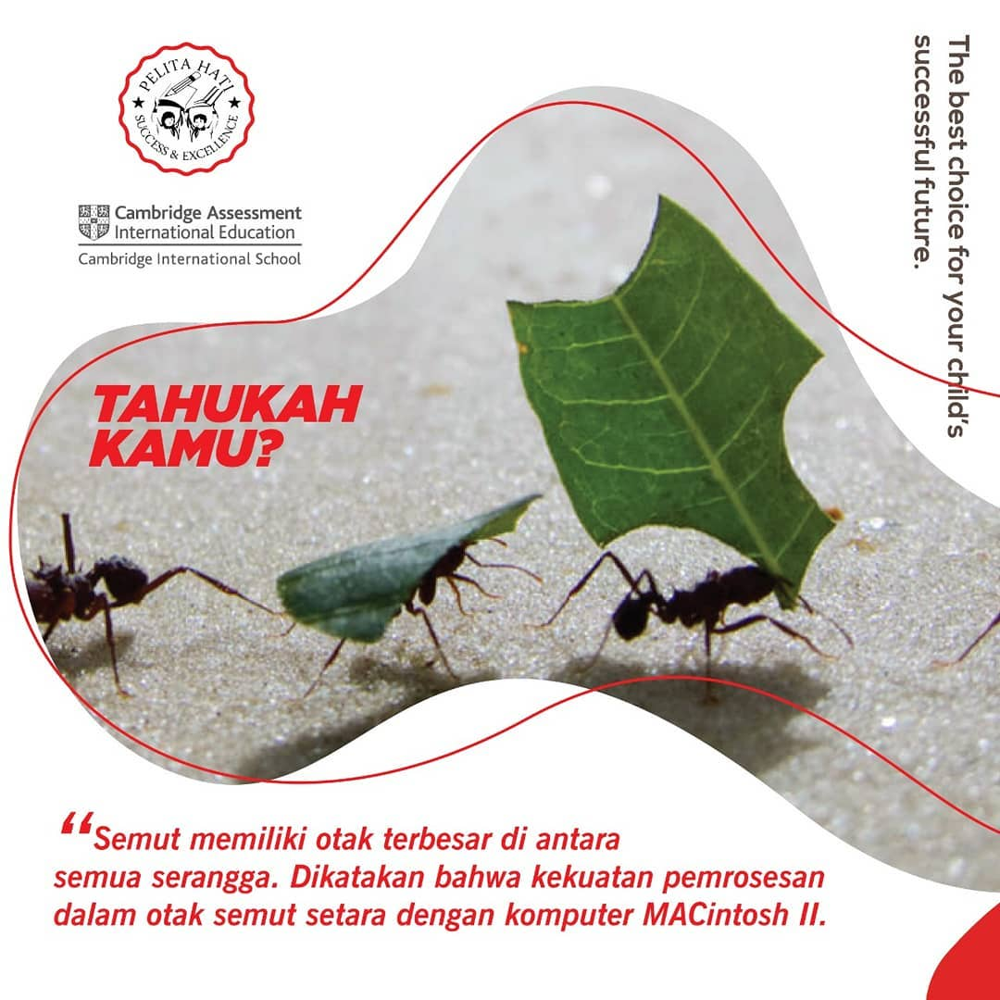 PELITA HATI
SUCCESS & EXCELLENCE
Cambridge Assessment
International Education
Cambridge International School
The best choice for your child's
successful future.
TAHUKAH
KAMU?
“Semut memiliki otak terbesar di antara
semua serangga. Dikatakan bahwa kekuatan pemrosesan
dalam otak semut setara dengan komputer MACintosh II.